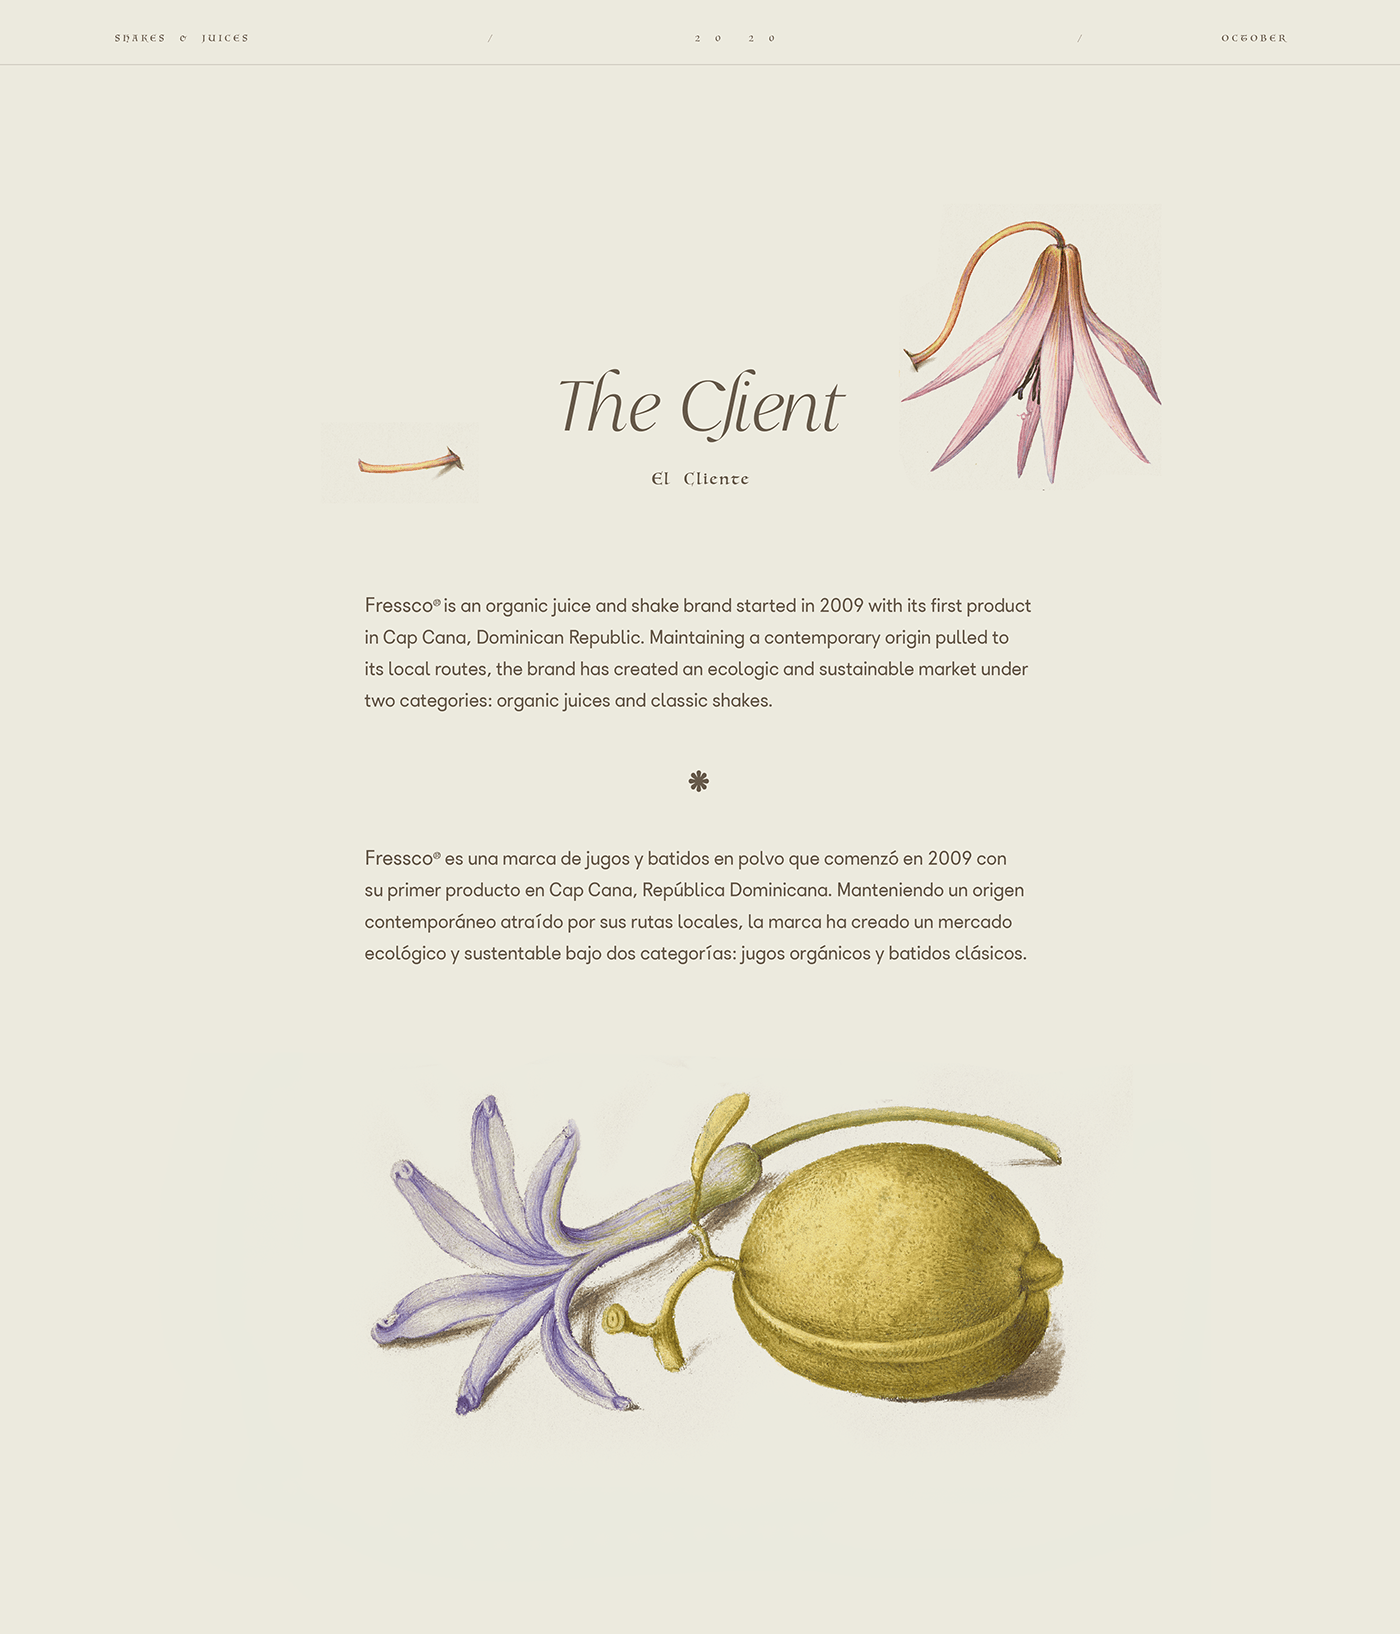 SHAKES & JUICES / 2020 / OCTOBER
The Client
El Cliente
Fressco® is an organic juice and shake brand started in 2009 with its first product
in Cap Cana, Dominican Republic. Maintaining a contemporary origin pulled to
its local routes, the brand has created an ecologic and sustainable market under
two categories: organic juices and classic shakes.
Fressco® es una marca de jugos y batidos en polvo que comenzó en 2009 con
su primer producto en Cap Cana, República Dominicana. Manteniendo un origen
contemporáneo atraído por sus rutas locales, la marca ha creado un mercado
ecológico y sustentable bajo dos categorías: jugos orgánicos y batidos clásicos.